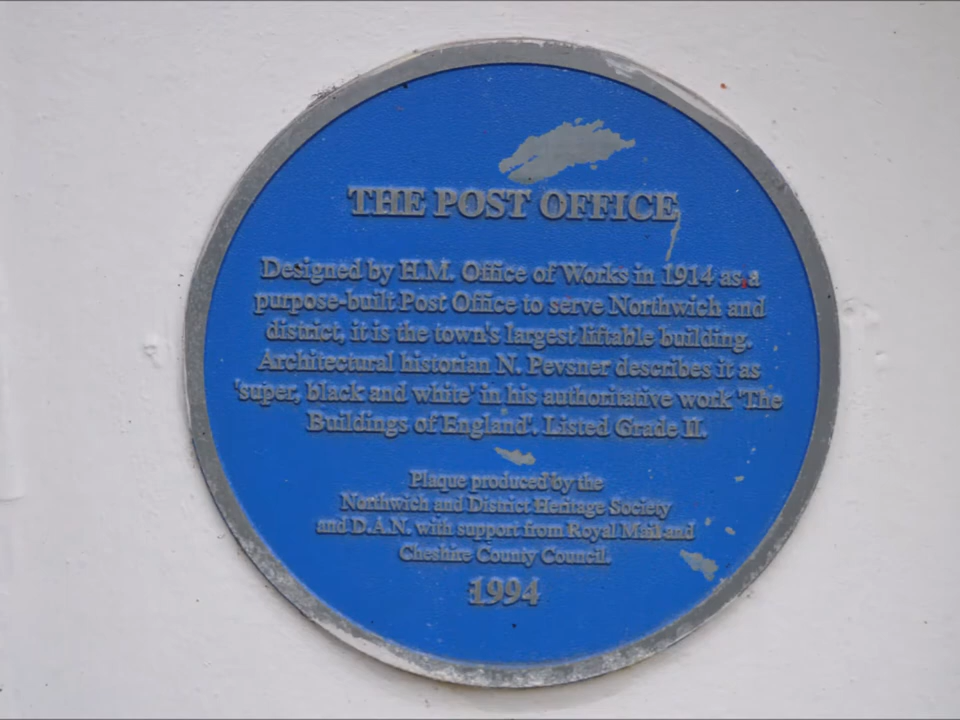 THE POST OFFICE
Designed by H.M. Office of Works in 1914 as a
purpose-built Post Office to serve Northwich and
district, it is the town's largest liftable building.
Architectural historian N. Pevsner describes it as
'super, black and white' in his authoritative work 'The
Buildings of England'. Listed Grade II.
Plaque produced by the
Northwich and District Heritage Society
and D.A.N. with support from Royal Mail and
Cheshire County Council.
1994